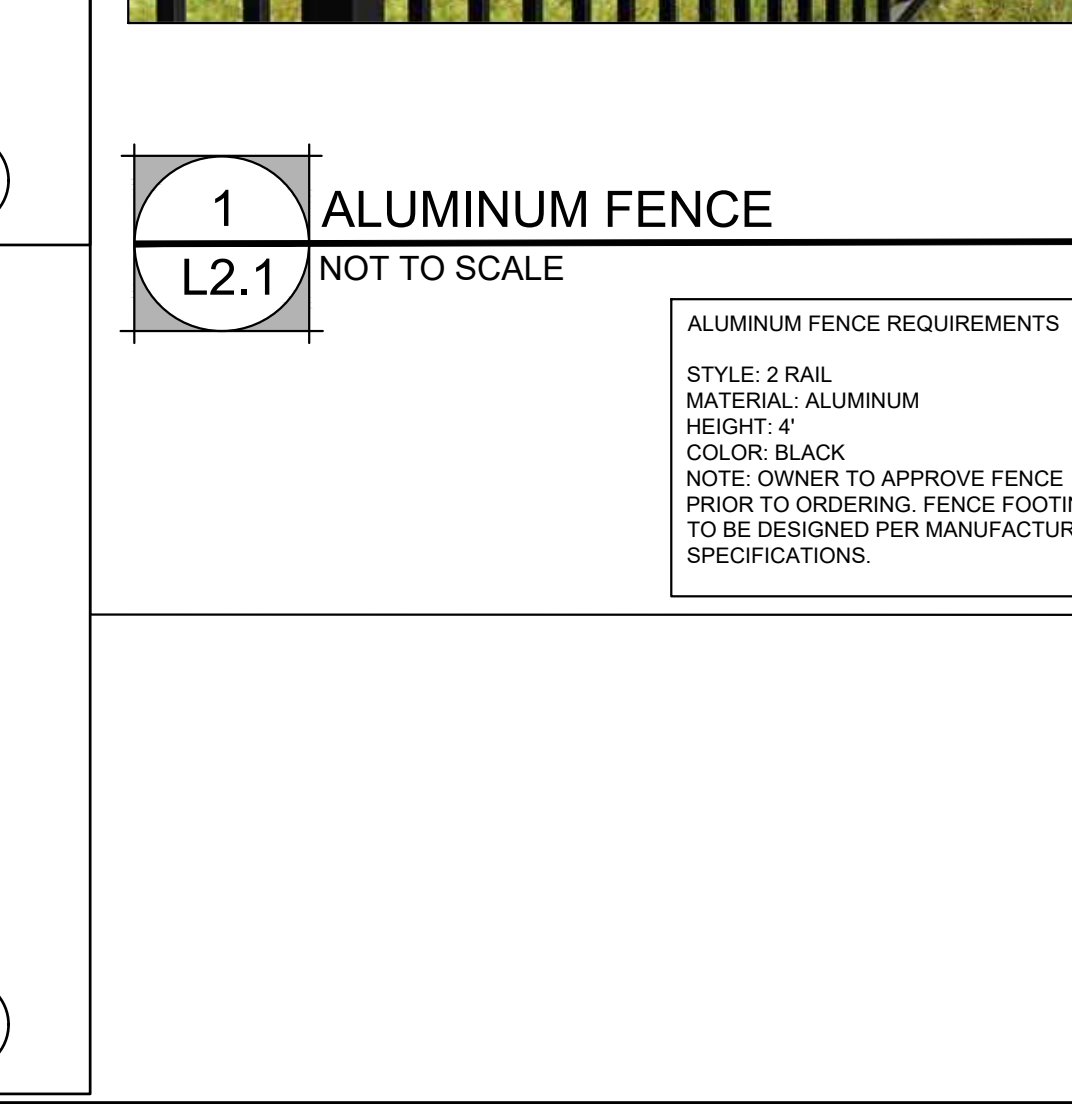 1
ALUMINUM FENCE
L2.1
NOT TO SCALE
ALUMINUM FENCE REQUIREMENTS
STYLE: 2 RAIL
MATERIAL: ALUMINUM
HEIGHT: 4'
COLOR: BLACK
NOTE: OWNER TO APPROVE FENCE
PRIOR TO ORDERING. FENCE
TO BE DESIGNED PER
SPECIFICATIONS.